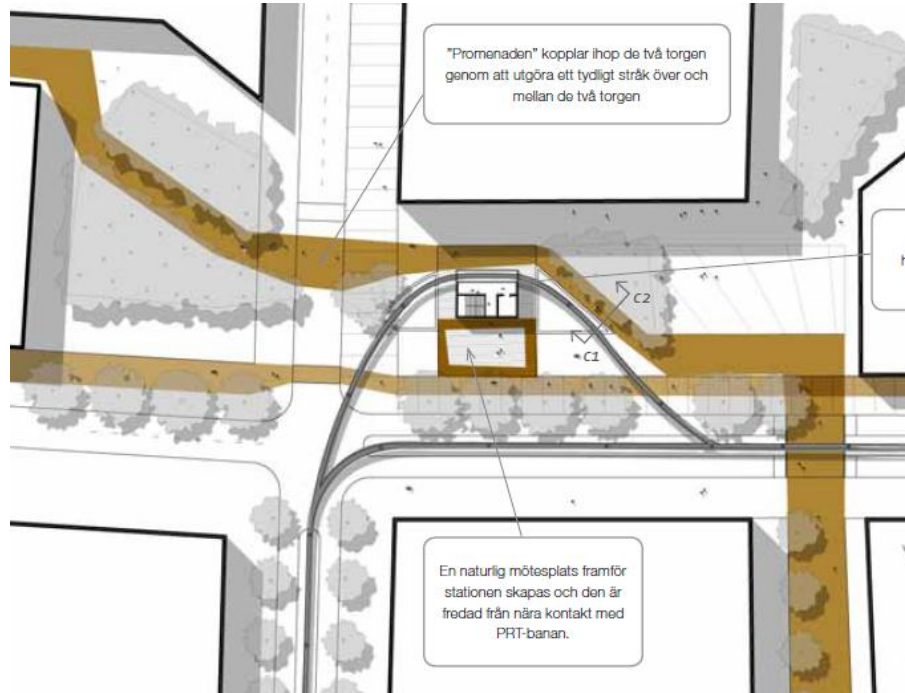 "Promenaden" kopplar ihop de två torgen
genom att utgöra ett tydligt stråk över och
mellan de två torgen
C2
C1
En naturlig mötesplats framför
stationen skapas och den är
fredad från nära kontakt med
PRT-banan.